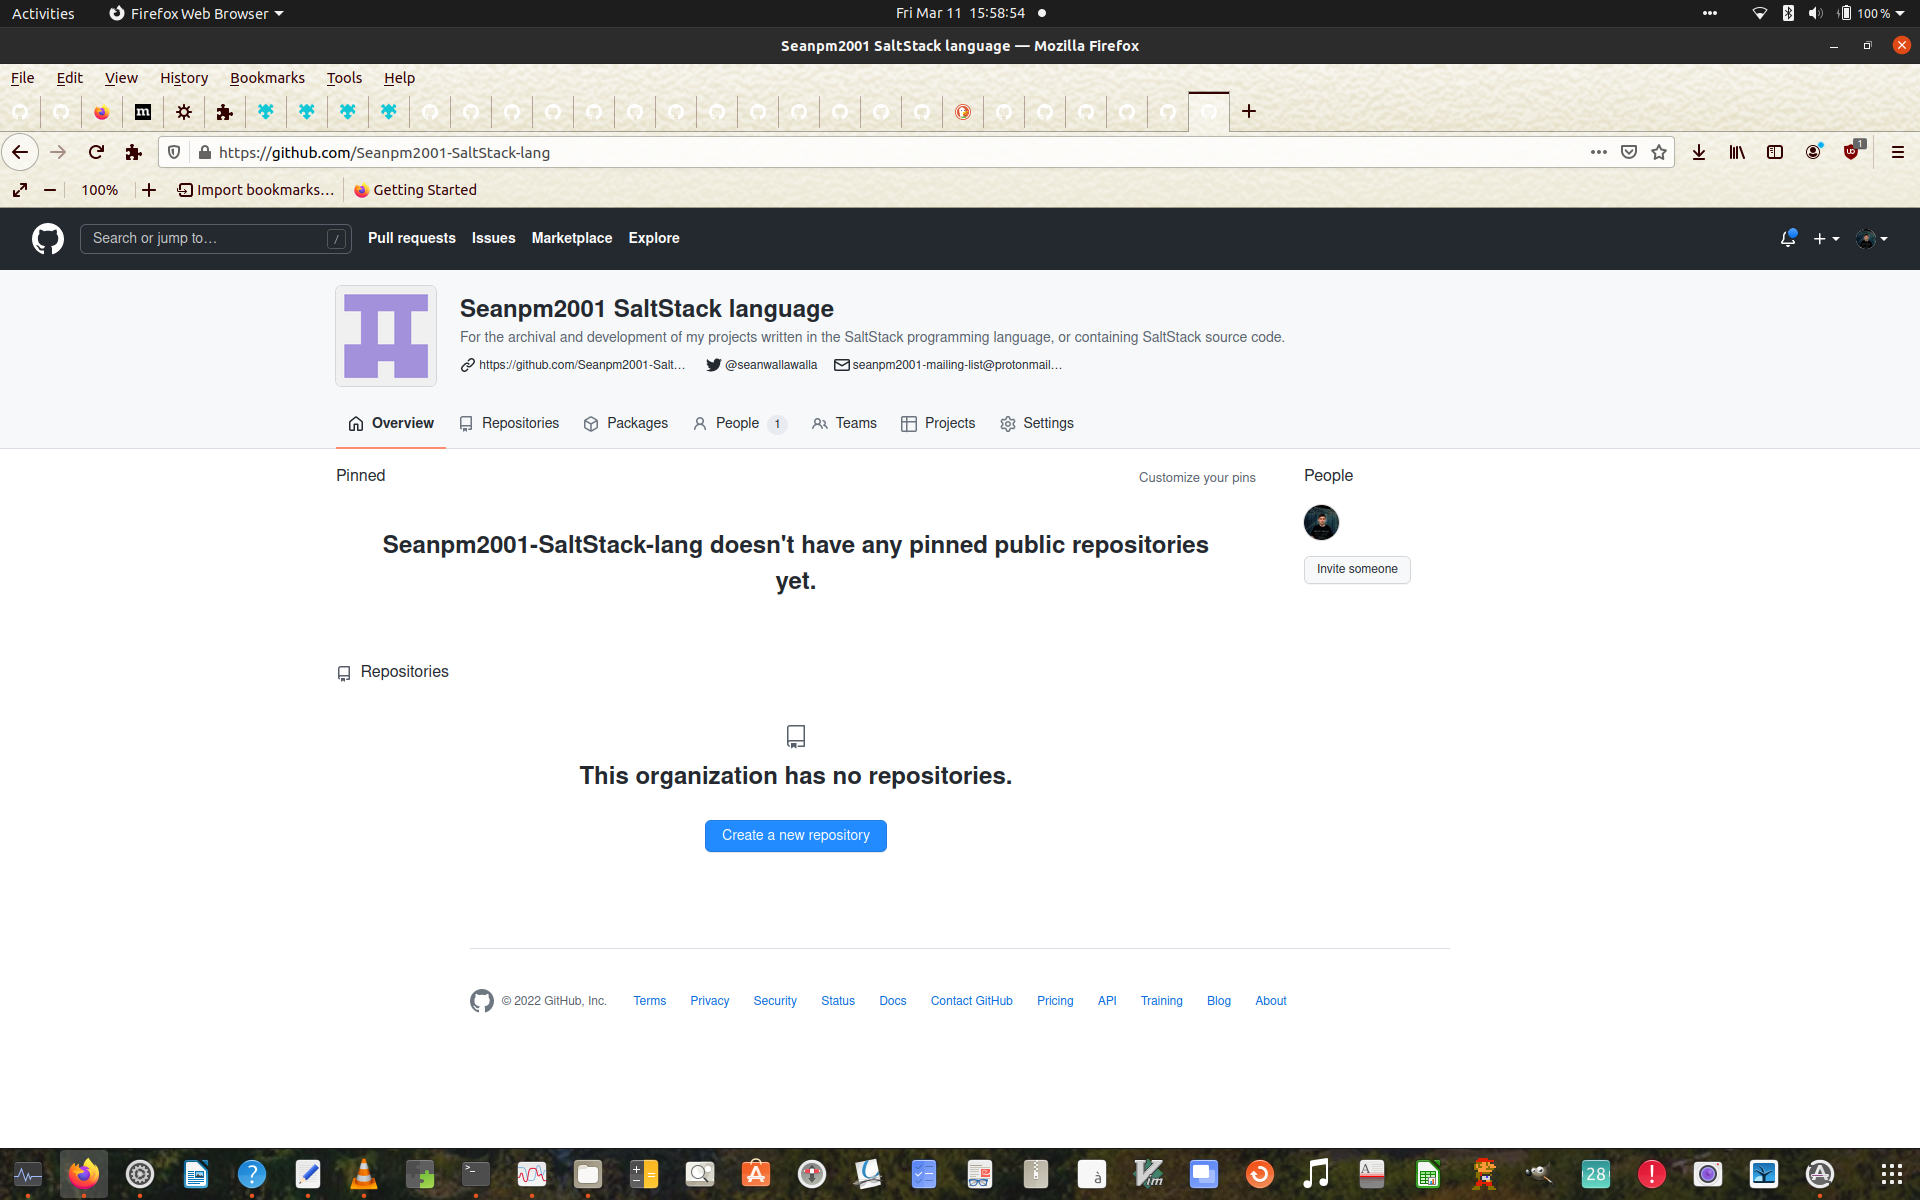 Activities
Firefox Web Browser
Fri Mar 11 15:58:54
100 %
Seanpm2001 SaltStack language — Mozilla Firefox
File Edit View History Bookmarks Tools Help
m
https://github.com/Seanpm2001-SaltStack-lang
1
100%
Import bookmarks…
Getting Started
Search or jump to…
/
Pull requests
Issues
Marketplace
Explore
Seanpm2001 SaltStack language
For the archival and development of my projects written in the SaltStack programming language, or containing SaltStack source code.
https://github.com/Seanpm2001-Salt…
@seanwallawalla
seanpm2001-mailing-list@protonmail…
Overview
Repositories
Packages
People 1
Teams
Projects
Settings
Pinned
Customize your pins
People
Seanpm2001-SaltStack-lang doesn't have any pinned public repositories
yet.
Invite someone
Repositories
This organization has no repositories.
Create a new repository
© 2022 GitHub, Inc.
Terms
Privacy
Security
Status
Docs
Contact GitHub
Pricing
API
Training
Blog
About
?
>_
à
Vim
A
28
!